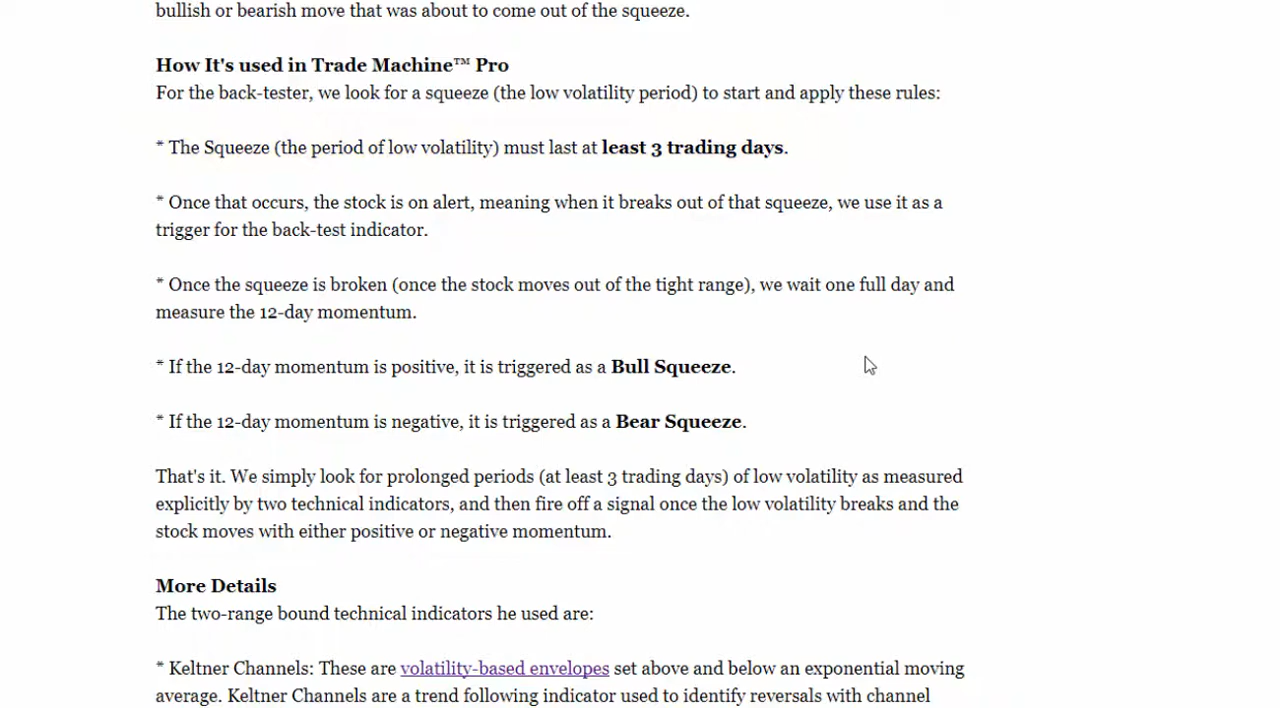 bullish or bearish move that was about to come out of the squeeze.
How It's used in Trade Machine™ Pro
For the back-tester, we look for a squeeze (the low volatility period) to start and apply these rules:
* The Squeeze (the period of low volatility) must last at least 3 trading days.
* Once that occurs, the stock is on alert, meaning when it breaks out of that squeeze, we use it as a
trigger for the back-test indicator.
* Once the squeeze is broken (once the stock moves out of the tight range), we wait one full day and
measure the 12-day momentum.
* If the 12-day momentum is positive, it is triggered as a Bull Squeeze.
* If the 12-day momentum is negative, it is triggered as a Bear Squeeze.
That's it. We simply look for prolonged periods (at least 3 trading days) of low volatility as measured
explicitly by two technical indicators, and then fire off a signal once the low volatility breaks and the
stock moves with either positive or negative momentum.
More Details
The two-range bound technical indicators he used are:
* Keltner Channels: These are volatility-based envelopes set above and below an exponential moving
average. Keltner Channels are a trend following indicator used to identify reversals with channel